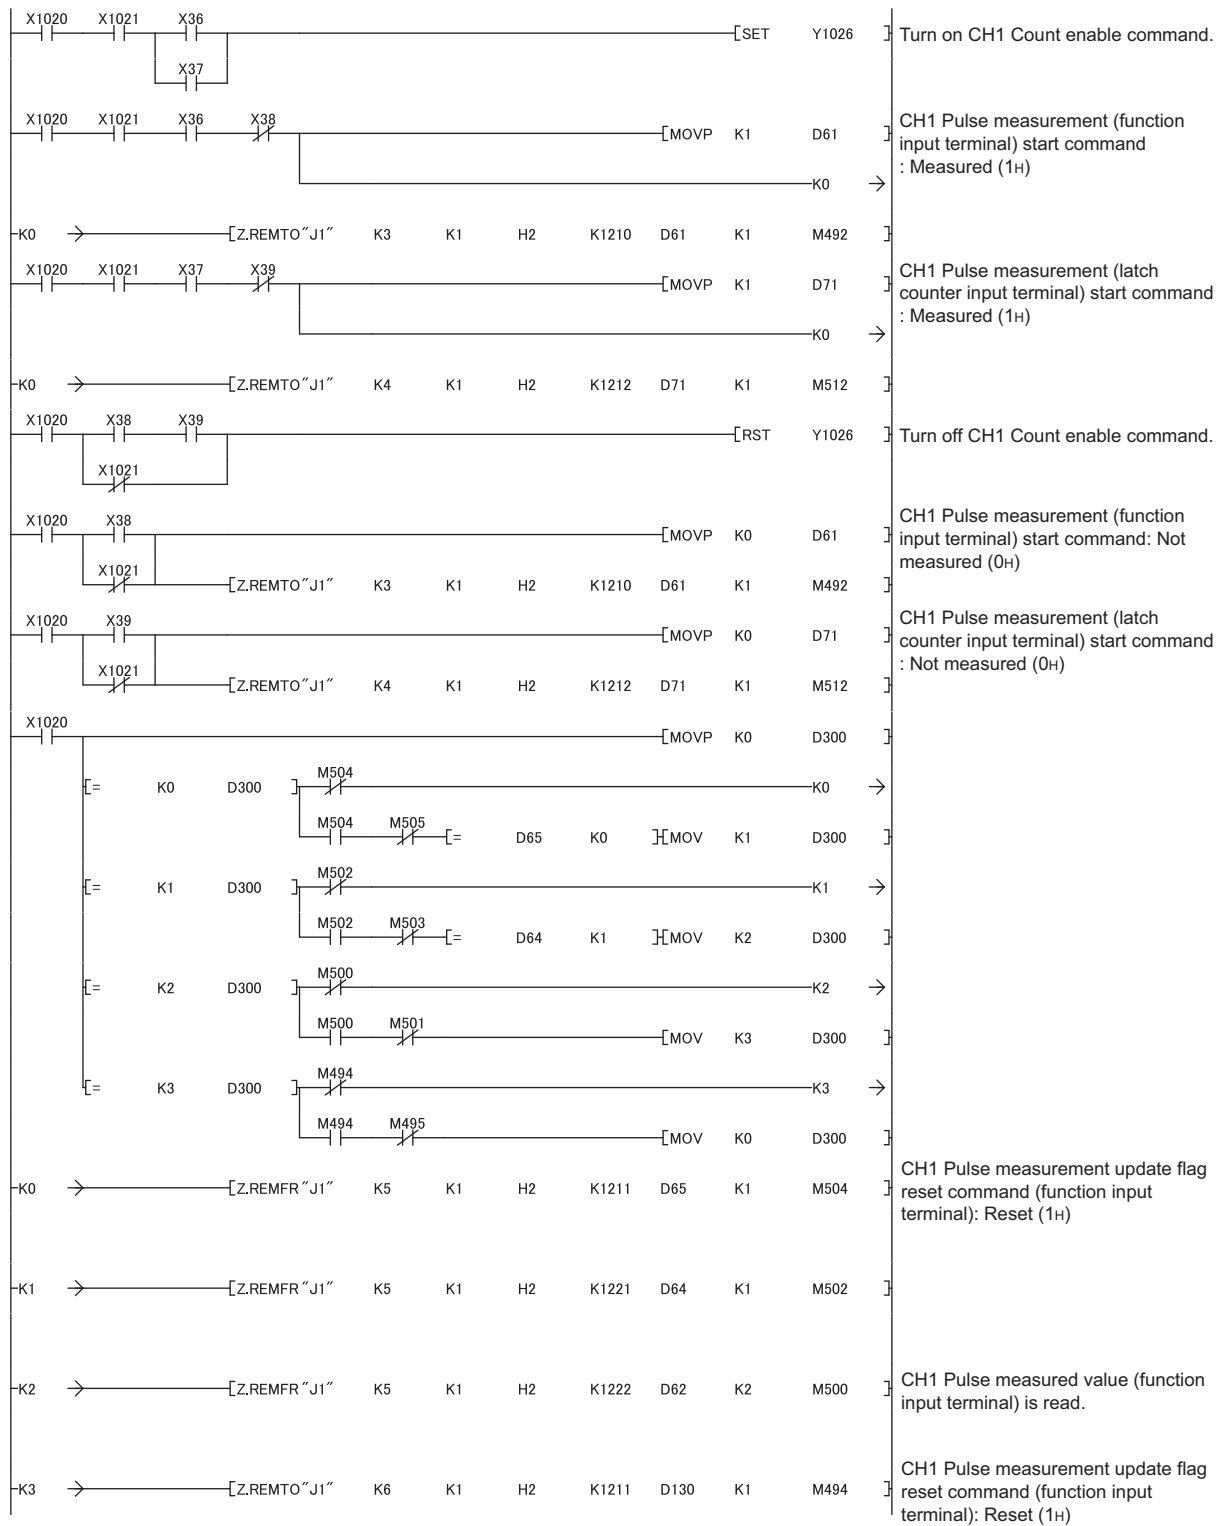 X1020 X1021 X36
[SET Y1026 ] Turn on CH1 Count enable command.
X37
X1020 X1021 X36 X38
[MOVP K1 D61 ] CH1 Pulse measurement (function
input terminal) start command
: Measured (1H)
K0
K0 [Z.REMTO "J1" K3 K1 H2 K1210 D61 K1 M492 ]
X1020 X1021 X37 X39
[MOVP K1 D71 ] CH1 Pulse measurement (latch
counter input terminal) start command
: Measured (1H)
K0
K0 [Z.REMTO "J1" K4 K1 H2 K1212 D71 K1 M512 ]
X1020 X38 X39
[RST Y1026 ] Turn off CH1 Count enable command.
X1021
X1020 X38
[MOVP K0 D61 ] CH1 Pulse measurement (function
input terminal) start command: Not
measured (0H)
X1021
[Z.REMTO "J1" K3 K1 H2 K1210 D61 K1 M492 ]
X1020 X39
[MOVP K0 D71 ] CH1 Pulse measurement (latch
counter input terminal) start command
: Not measured (0H)
X1021
[Z.REMTO "J1" K4 K1 H2 K1212 D71 K1 M512 ]
X1020
[MOVP K0 D300 ]
M504
[= K0 D300 ] K0
M504 M505
[= D65 K0 ] [MOV K1 D300 ]
M502
[= K1 D300 ] K1
M502 M503
[= D64 K1 ] [MOV K2 D300 ]
M500
[= K2 D300 ] K2
M500 M501
[MOV K3 D300 ]
M494
[= K3 D300 ] K3
M494 M495
[MOV K0 D300 ]
K0 [Z.REMFR "J1" K5 K1 H2 K1211 D65 K1 M504 ] CH1 Pulse measurement update flag
reset command (function input
terminal): Reset (1H)
K1 [Z.REMFR "J1" K5 K1 H2 K1221 D64 K1 M502 ]
K2 [Z.REMFR "J1" K5 K1 H2 K1222 D62 K2 M500 ] CH1 Pulse measured value (function
input terminal) is read.
K3 [Z.REMTO "J1" K6 K1 H2 K1211 D130 K1 M494 ] CH1 Pulse measurement update flag
reset command (function input
terminal): Reset (1H)